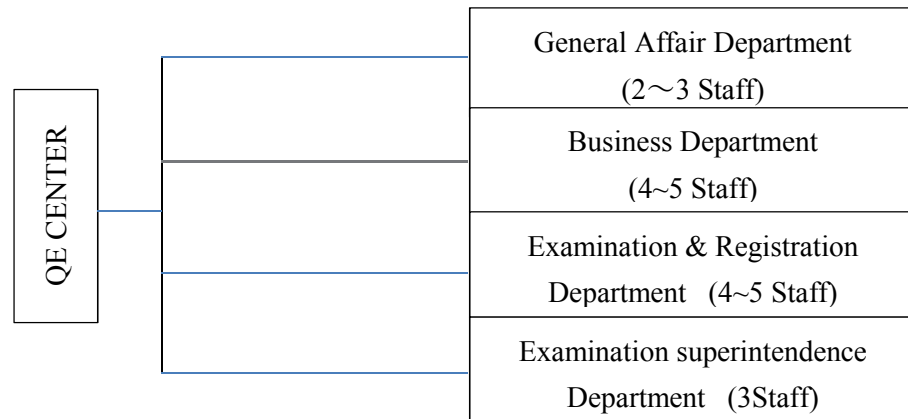 QE CENTER
General Affair Department
(2～3 Staff)
Business Department
(4~5 Staff)
Examination & Registration
Department (4~5 Staff)
Examination superintendence
Department (3Staff)